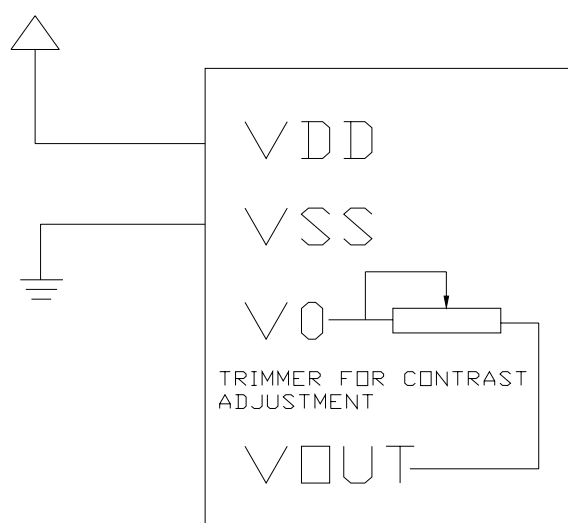 VDD
VSS
V0
TRIMMER FOR CONTRAST
ADJUSTMENT
VOUT